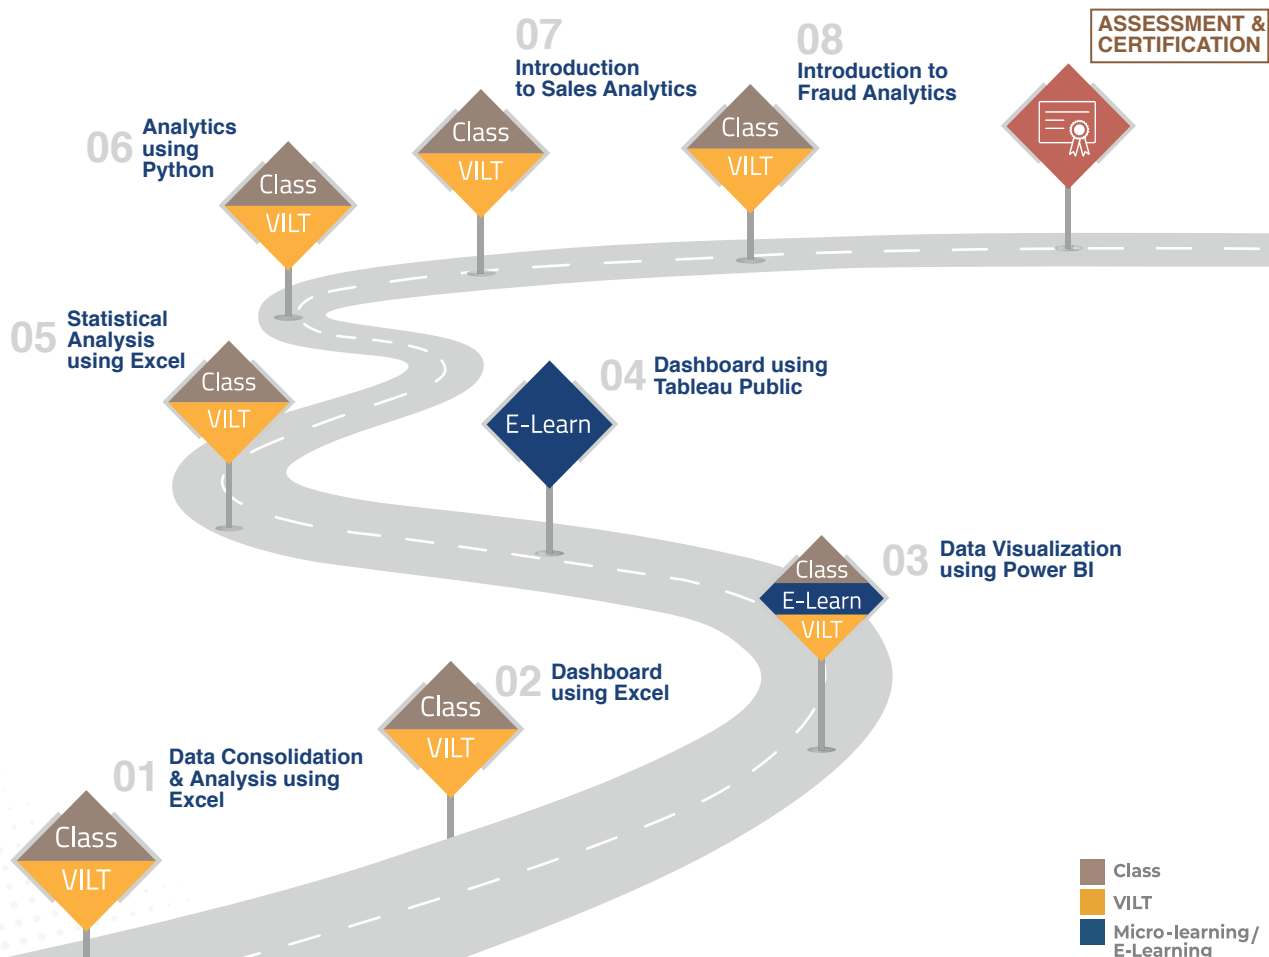 ASSESSMENT &
CERTIFICATION
07
Introduction
to Sales Analytics
08
Introduction to
Fraud Analytics
06
Analytics
using
Python
Class
VILT
Class
VILT
Class
VILT
05
Statistical
Analysis
using Excel
Class
VILT
04
Dashboard using
Tableau Public
E-Learn
03
Data Visualization
using Power BI
Class
E-Learn
VILT
02
Dashboard
using Excel
Class
VILT
01
Data Consolidation
& Analysis using
Excel
Class
VILT
Class
VILT
Micro-learning/
E-Learning